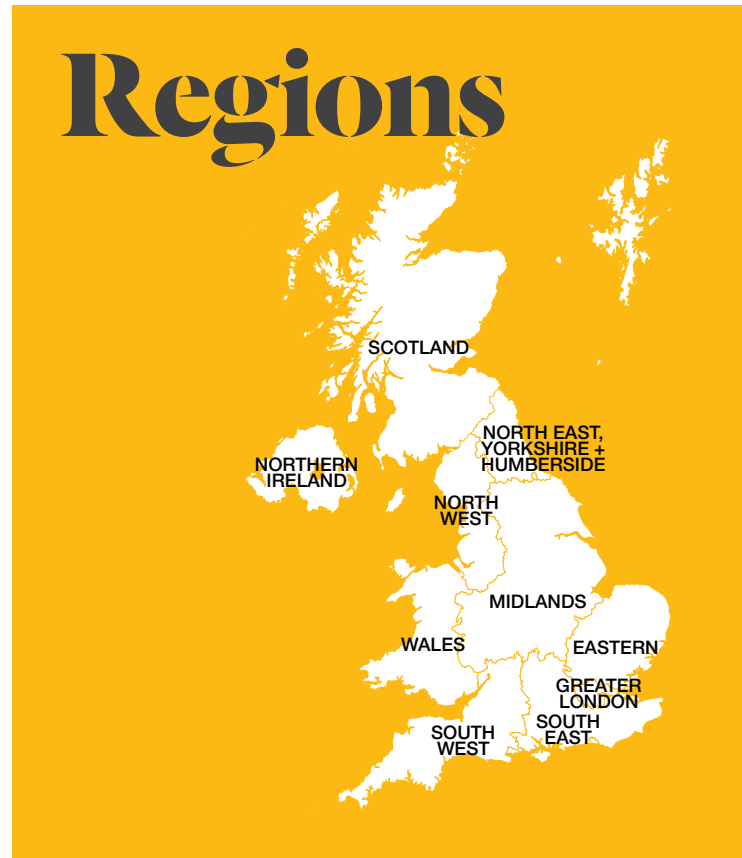 Regions
SCOTLAND
NORTH EAST,
YORKSHIRE +
HUMBERSIDE
NORTHERN
IRELAND
NORTH
WEST
MIDLANDS
WALES
EASTERN
GREATER
LONDON
SOUTH
EAST
SOUTH
WEST